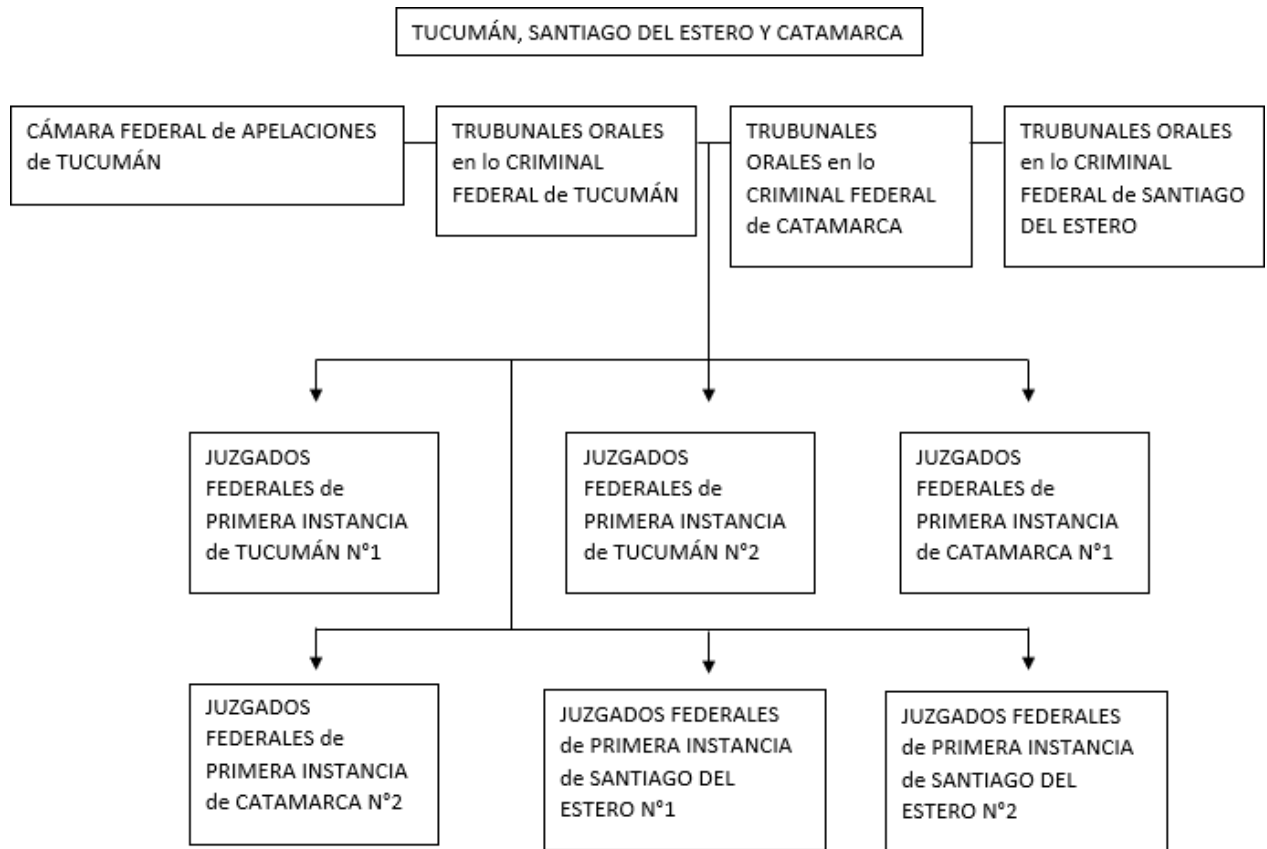 TUCUMÁN, SANTIAGO DEL ESTERO Y CATAMARCA
CÁMARA FEDERAL de APELACIONES
de TUCUMÁN
TRUBUNALES ORALES
en lo CRIMINAL
FEDERAL de TUCUMÁN
TRUBUNALES
ORALES en lo
CRIMINAL FEDERAL
de CATAMARCA
TRUBUNALES ORALES
en lo CRIMINAL
FEDERAL de SANTIAGO
DEL ESTERO
JUZGADOS
FEDERALES de
PRIMERA INSTANCIA
de TUCUMÁN N°1
JUZGADOS
FEDERALES de
PRIMERA INSTANCIA
de TUCUMÁN N°2
JUZGADOS
FEDERALES de
PRIMERA INSTANCIA
de CATAMARCA N°1
JUZGADOS
FEDERALES de
PRIMERA INSTANCIA
de CATAMARCA N°2
JUZGADOS FEDERALES
de PRIMERA INSTANCIA
de SANTIAGO DEL
ESTERO N°1
JUZGADOS FEDERALES
de PRIMERA INSTANCIA
de SANTIAGO DEL
ESTERO N°2